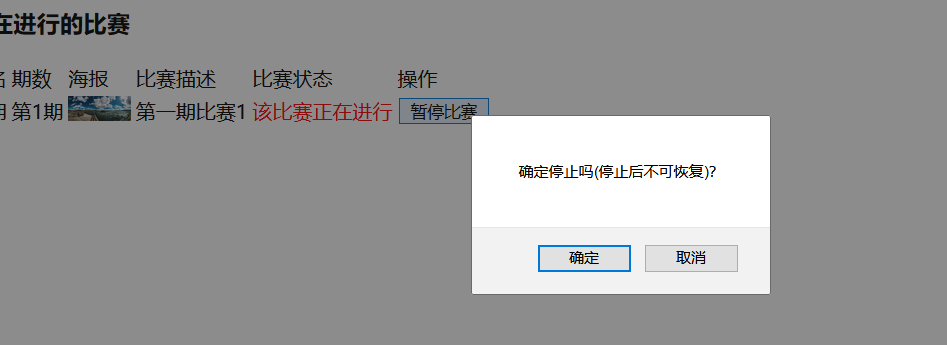 在进行的比赛
名 期数 海报 比赛描述 比赛状态 操作
期 第1期 第一期比赛1 该比赛正在进行 暂停比赛
确定停止吗(停止后不可恢复)?
确定 取消